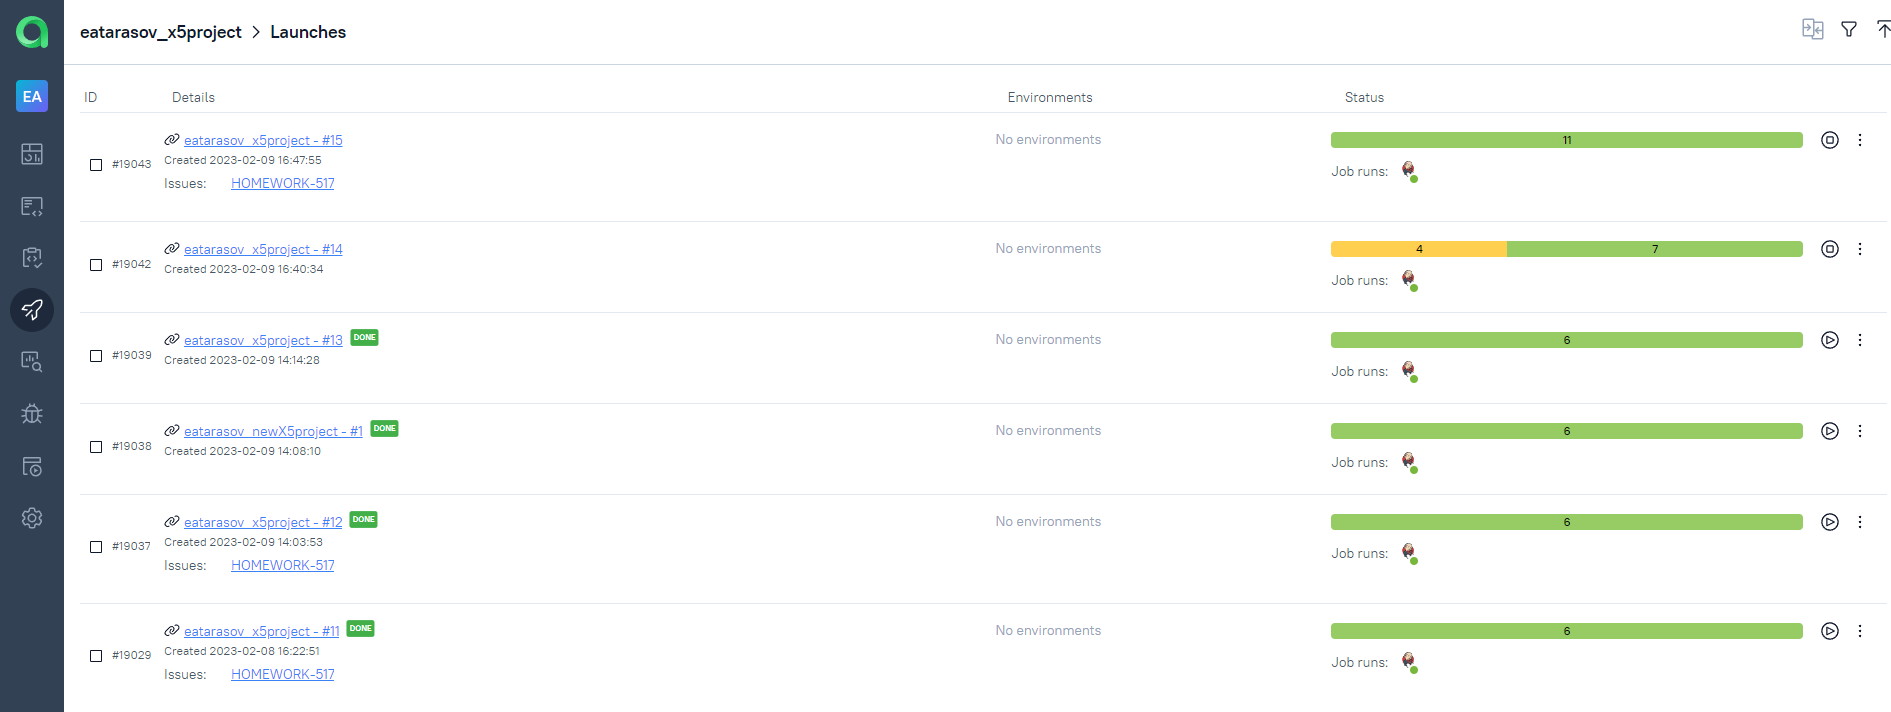 eatarasov_x5project > Launches
EA
ID Details Environments Status
eatarasov_x5project - #15 No environments 11
#19043 Created 2023-02-09 16:47:55
Job runs:
Issues: HOMEWORK-517
eatarasov_x5project - #14 No environments 4 7
#19042 Created 2023-02-09 16:40:34
Job runs:
eatarasov_x5project - #13 DONE No environments 6
#19039 Created 2023-02-09 14:14:28
Job runs:
eatarasov_newX5project - #1 DONE No environments 6
#19038 Created 2023-02-09 14:08:10
Job runs:
eatarasov_x5project - #12 DONE No environments 6
#19037 Created 2023-02-09 14:03:53
Job runs:
Issues: HOMEWORK-517
eatarasov_x5project - #11 DONE No environments 6
#19029 Created 2023-02-08 16:22:51
Job runs:
Issues: HOMEWORK-517